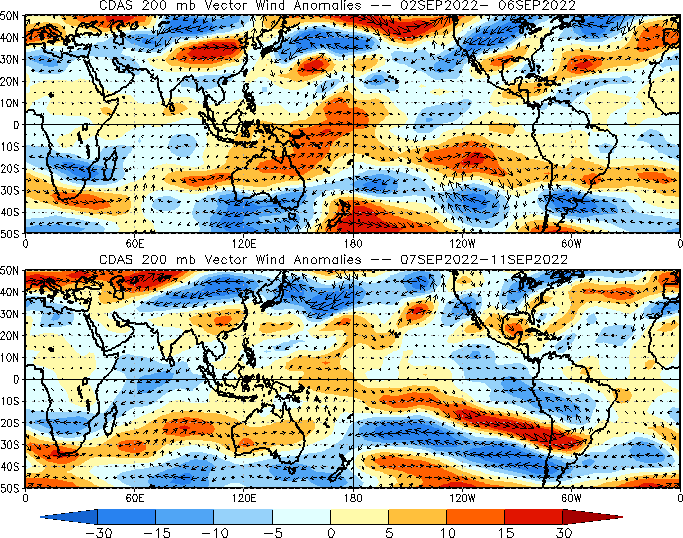 CDAS 200 mb Vector Wind Anomalies -- 02SEP2022- 06SEP2022
50N
40N
30N
20N
10N
0
10S
20S
30S
40S
50S
0 60E 120E 180 120W 60W 0
CDAS 200 mb Vector Wind Anomalies -- 07SEP2022-11SEP2022
50N
40N
30N
20N
10N
0
10S
20S
30S
40S
50S
0 60E 120E 180 120W 60W 0
-30 -15 -10 -5 0 5 10 15 30